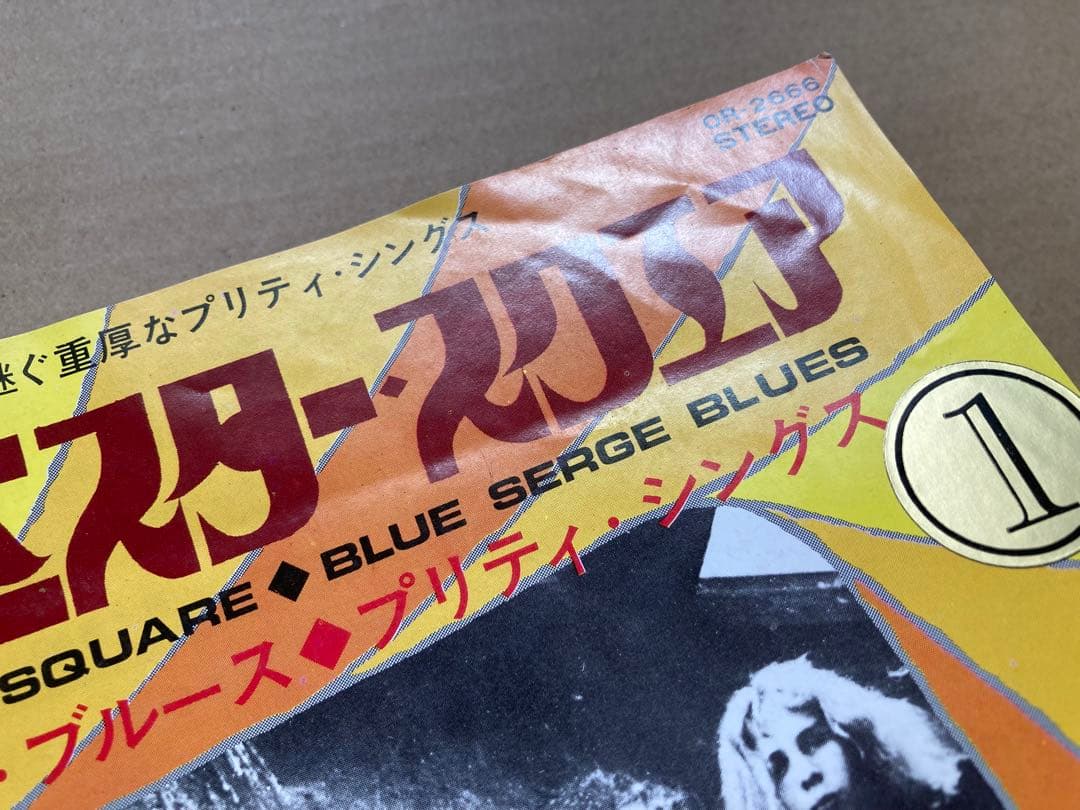 OR-2666
STEREO
継ぐ重厚なプリティ・シングス
ミスター・スクエア
SQUARE◆BLUE SERGE BLUES
・ブルース◆プリティ・シングス
1